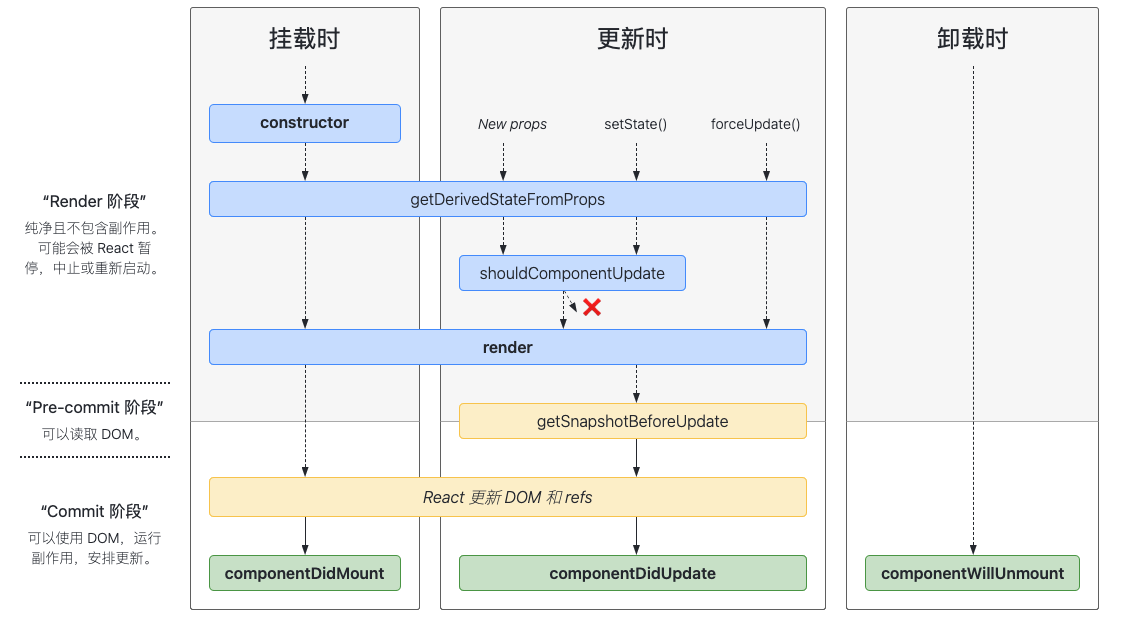 挂载时
更新时
卸载时
constructor
New props
setState()
forceUpdate()
“Render 阶段”
纯净且不包含副作用。
可能会被 React 暂
停，中止或重新启动。
getDerivedStateFromProps
shouldComponentUpdate
render
“Pre-commit 阶段”
可以读取 DOM。
getSnapshotBeforeUpdate
“Commit 阶段”
可以使用 DOM，运行
副作用，安排更新。
React 更新 DOM 和 refs
componentDidMount
componentDidUpdate
componentWillUnmount